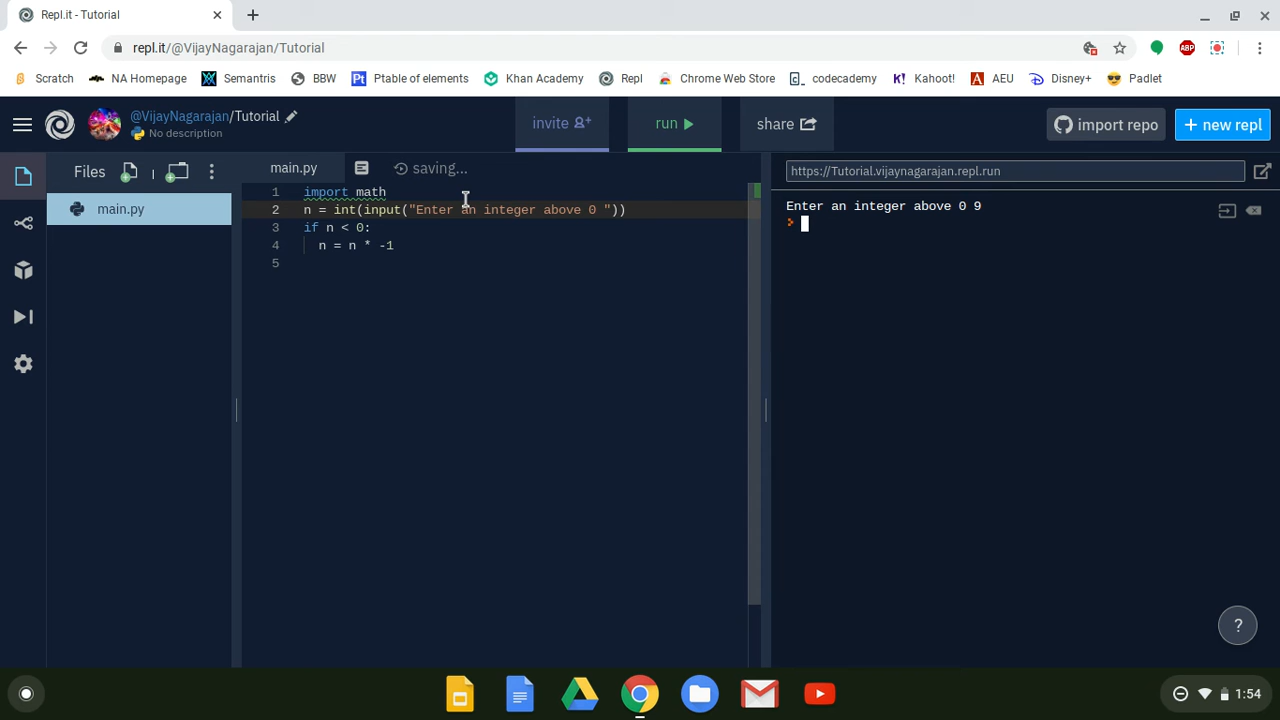 Repl.it - Tutorial
repl.it/@VijayNagarajan/Tutorial
Scratch NA Homepage Semantris BBW Pt Ptable of elements Khan Academy Repl Chrome Web Store codecademy Kahoot! AEU Disney+ Padlet
ABP
@VijayNagarajan/Tutorial
No description
invite
run
share
import repo
+ new repl
Files
main.py
main.py
saving...
1 import math
2 n = int(input("Enter an integer above 0 "))
3 if n < 0:
4 n = n * -1
5
https://Tutorial.vijaynagarajan.repl.run
Enter an integer above 0 9
?
1:54